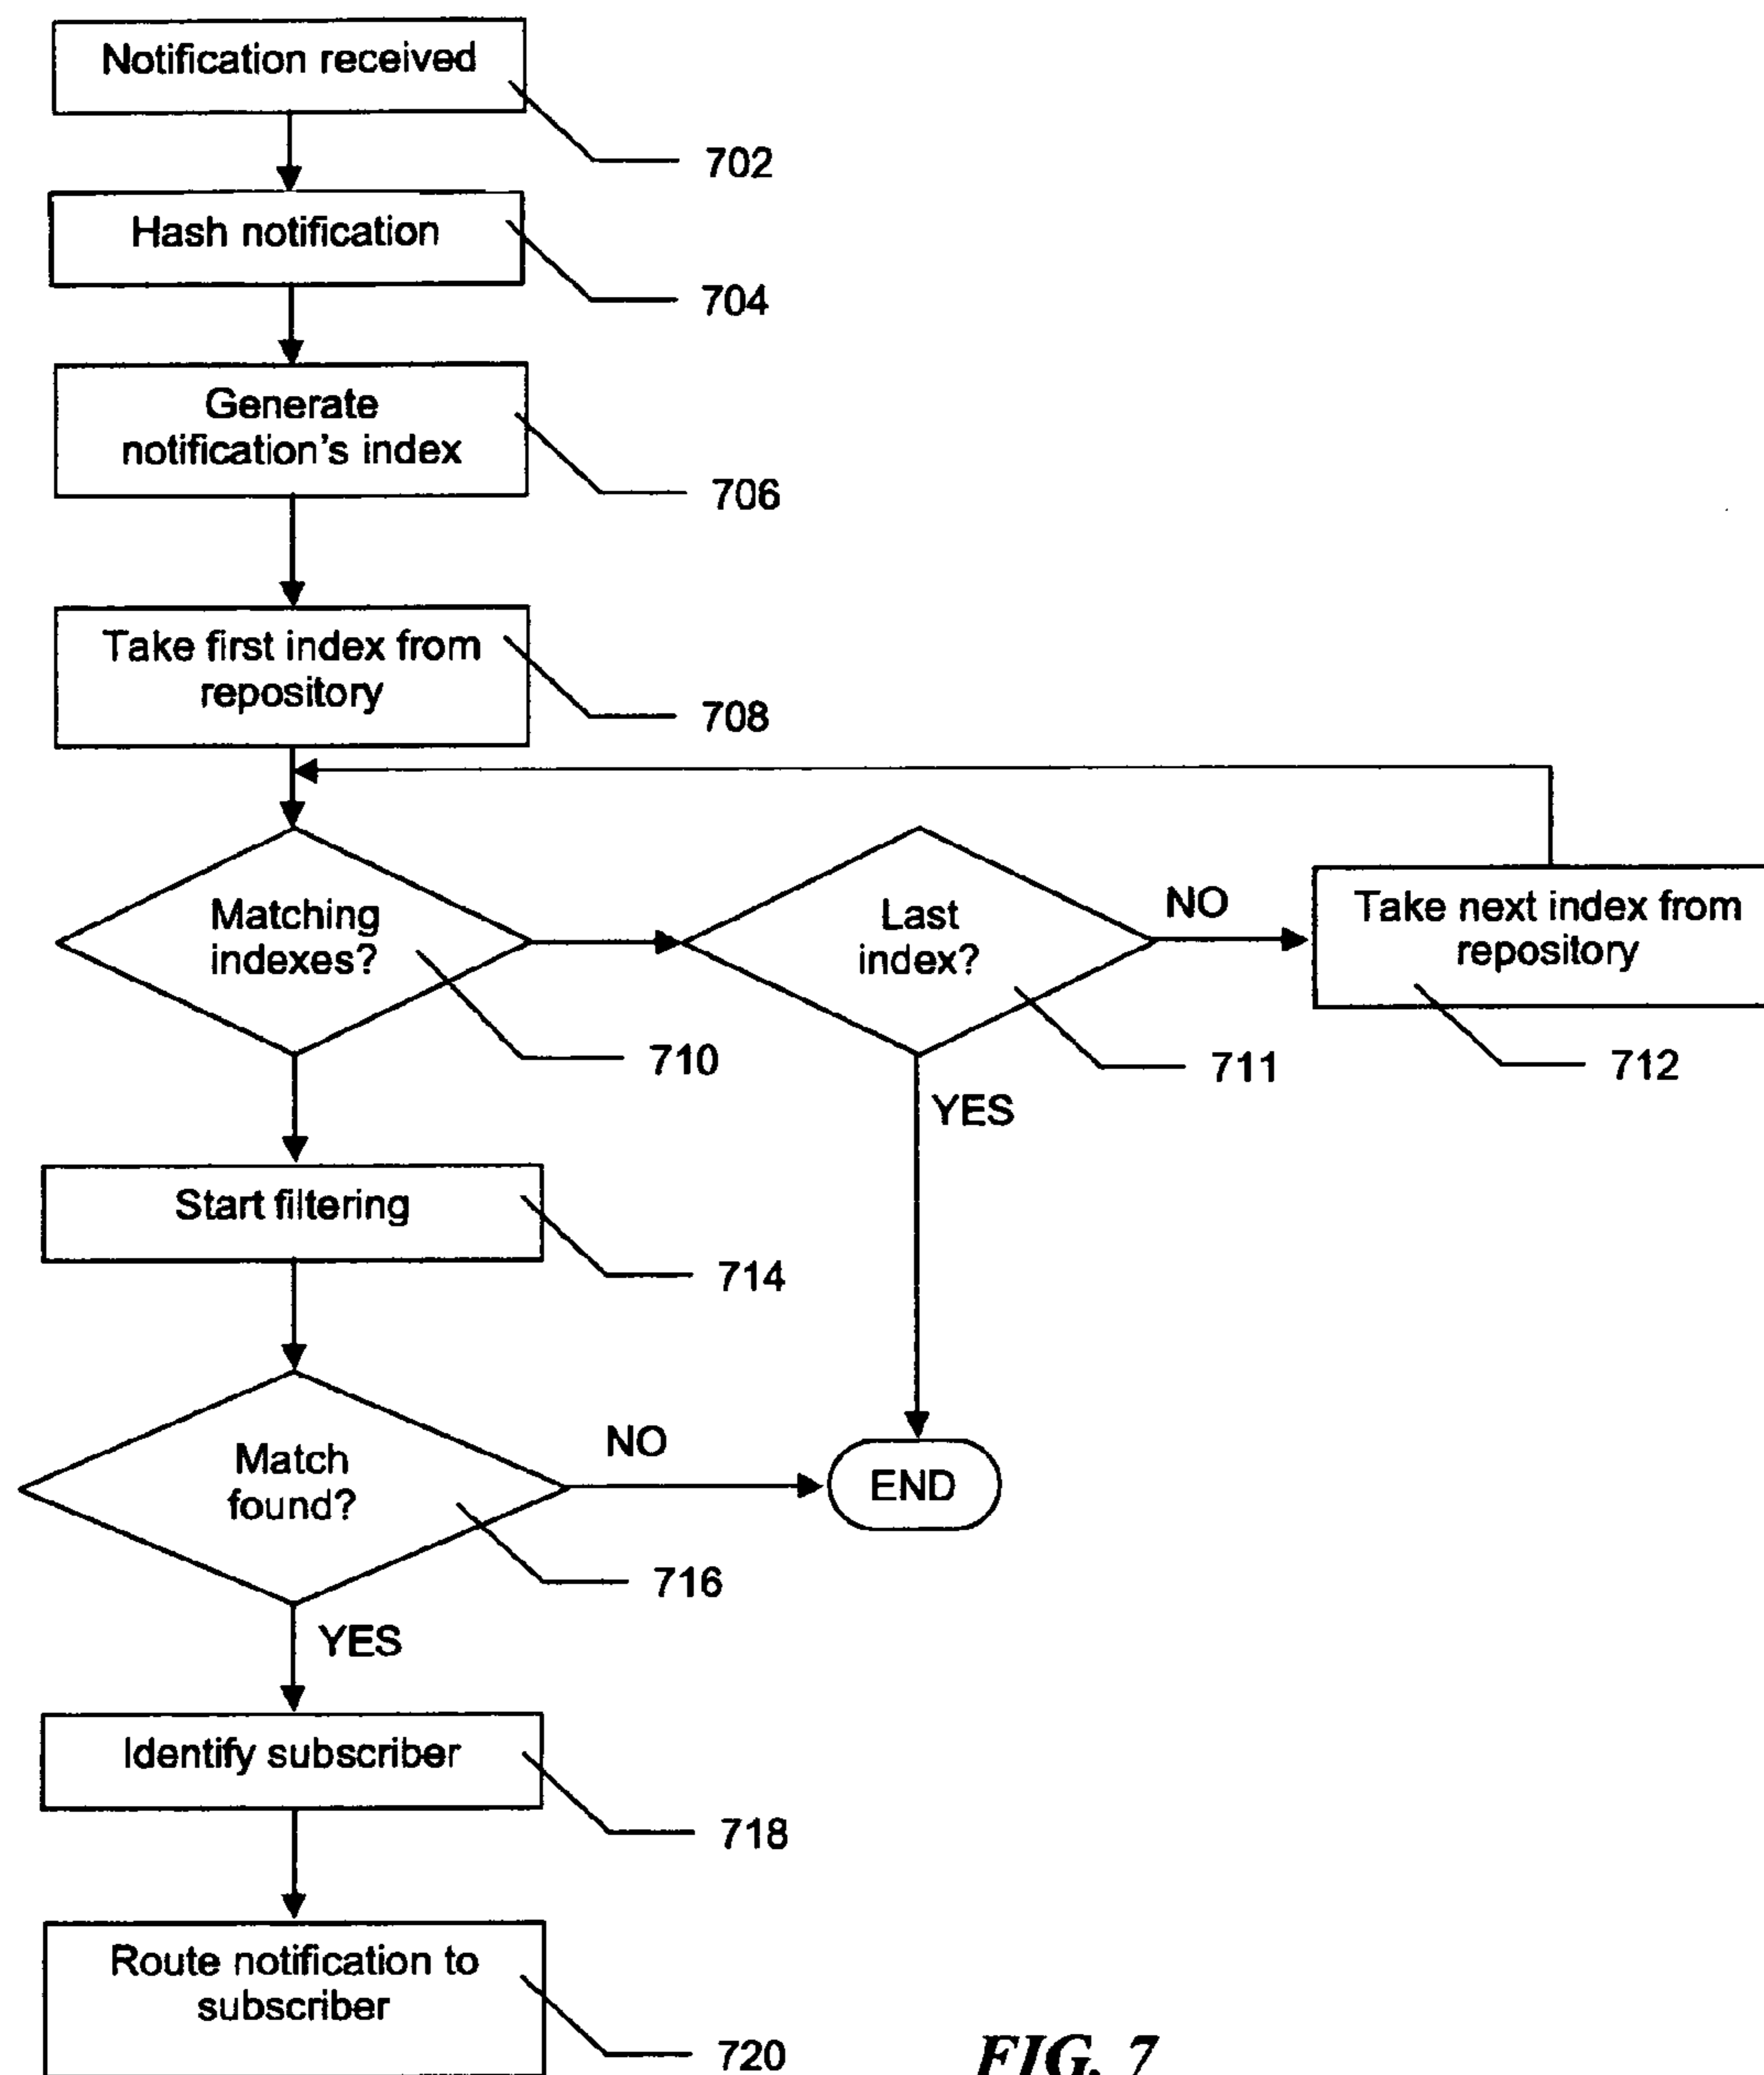 Notification received
702
Hash notification
704
Generate
notification's index
706
Take first index from
repository
708
Matching
indexes?
710
Last
index?
711
NO
YES
Take next index from
repository
712
Start filtering
714
Match
found?
716
NO
END
YES
Identify subscriber
718
Route notification to
subscriber
720
FIG. 7